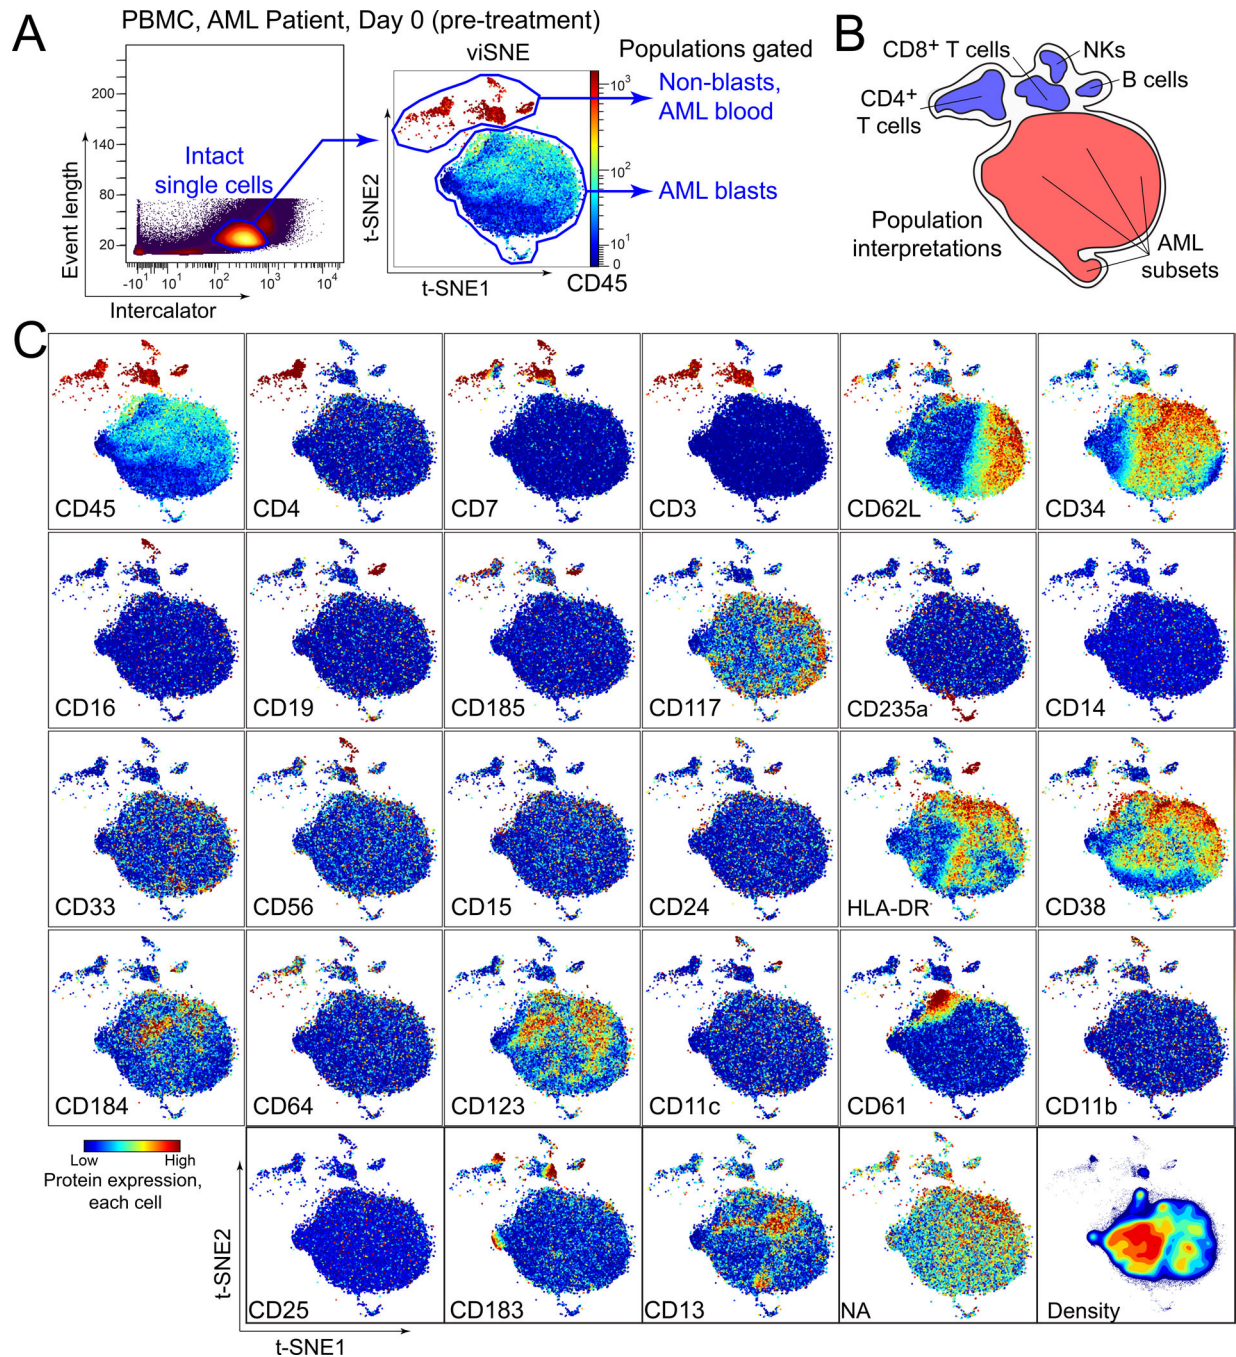 A
PBMC, AML Patient, Day 0 (pre-treatment)
viSNE
Populations gated
Event length
200
140
80
20
-10¹ 10¹ 10² 10³ 10⁴
Intercalator
Intact
single cells
t-SNE2
t-SNE1
10³
10²
10¹
0
CD45
Non-blasts,
AML blood
AML blasts
B
CD8⁺ T cells
NKs
B cells
CD4⁺
T cells
Population
interpretations
AML
subsets
C
CD45
CD4
CD7
CD3
CD62L
CD34
CD16
CD19
CD185
CD117
CD235a
CD14
CD33
CD56
CD15
CD24
HLA-DR
CD38
CD184
CD64
CD123
CD11c
CD61
CD11b
Low High
Protein expression,
each cell
t-SNE2
t-SNE1
CD25
CD183
CD13
NA
Density